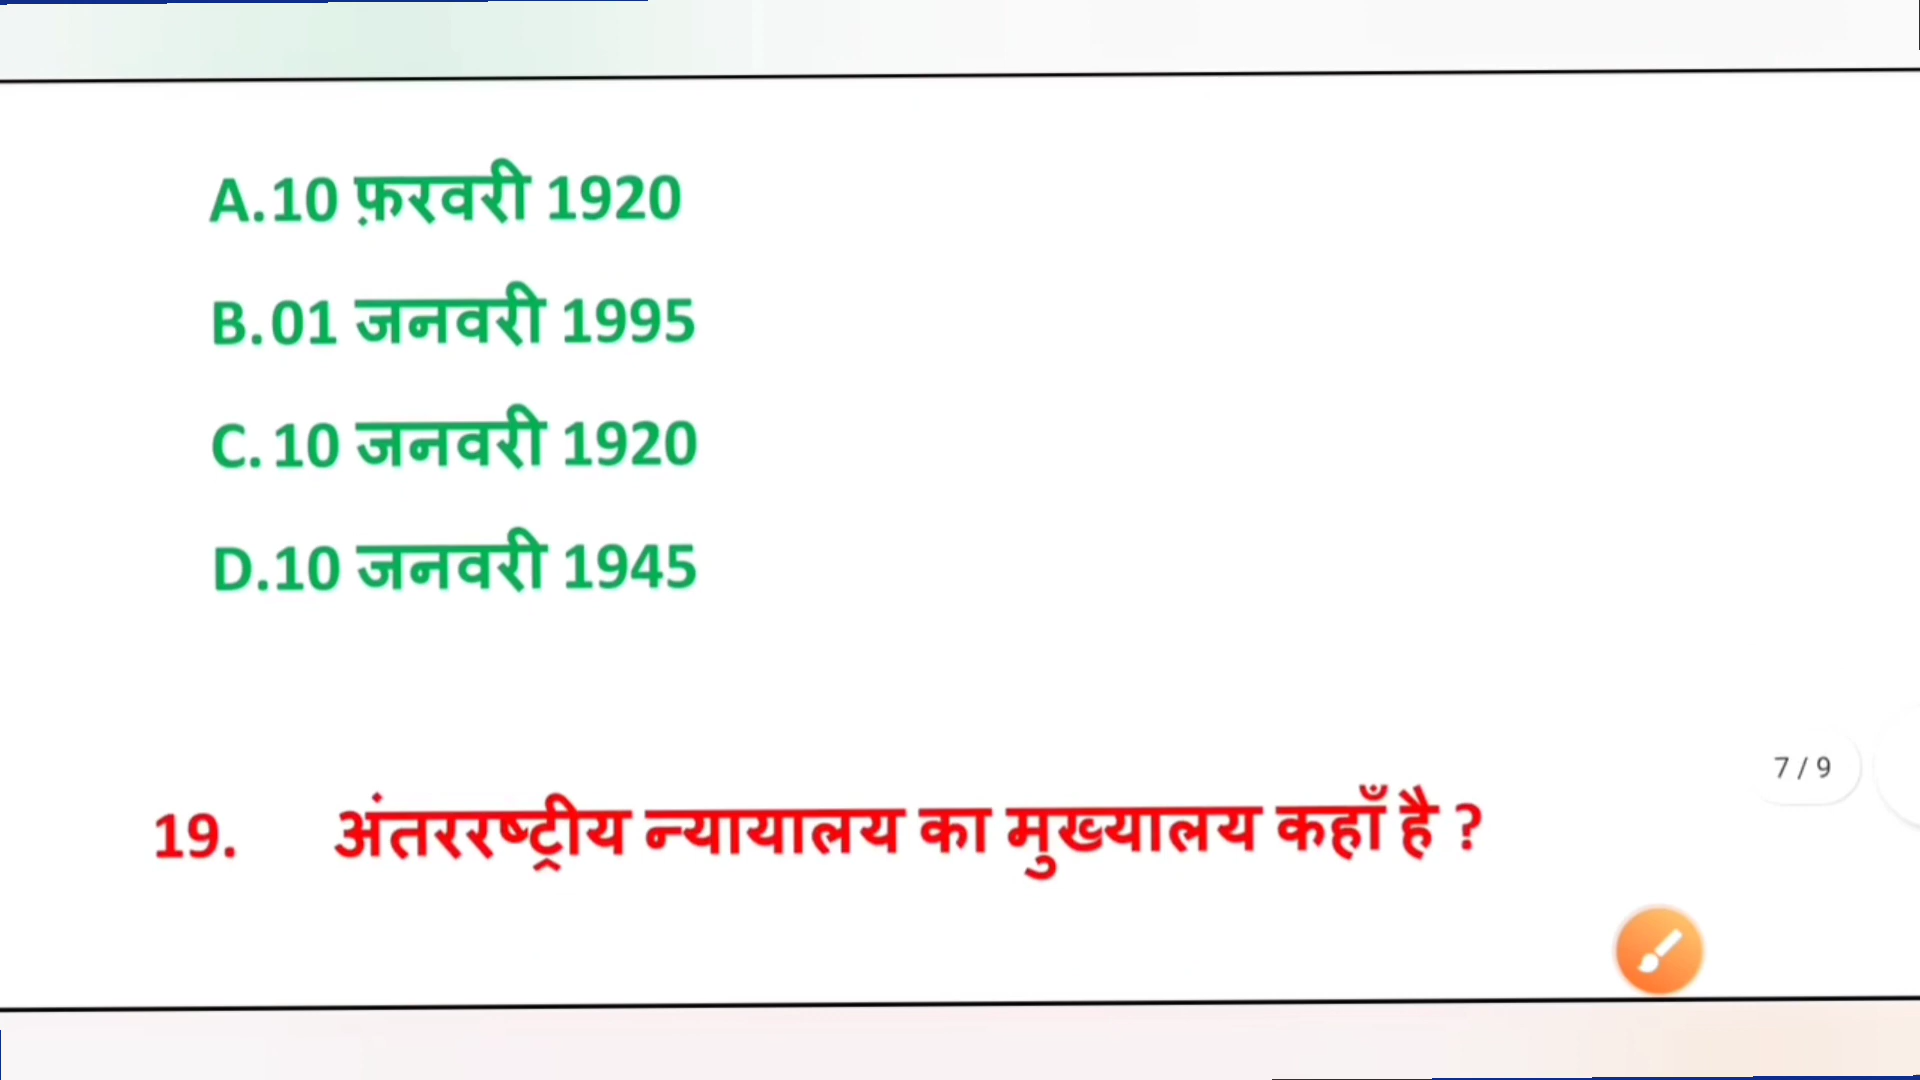 A. 10 फ़रवरी 1920
B. 01 जनवरी 1995
C. 10 जनवरी 1920
D. 10 जनवरी 1945
7 / 9
19. अंतररष्ट्रीय न्यायालय का मुख्यालय कहाँ है ?